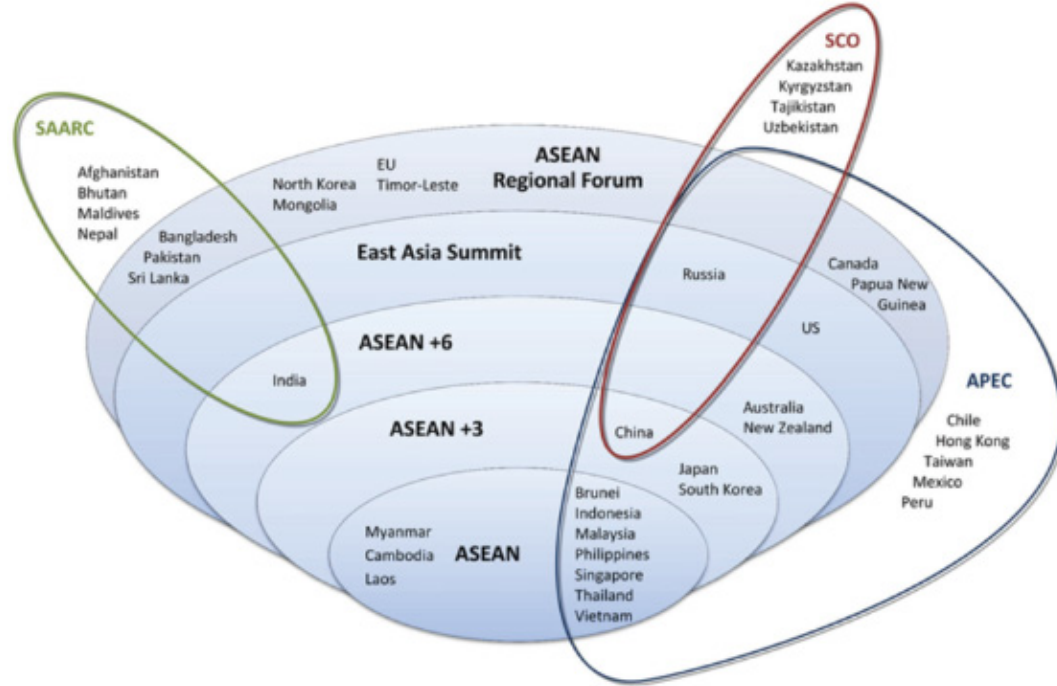 SCO
Kazakhstan
Kyrgyzstan
Tajikistan
Uzbekistan
SAARC
Afghanistan
Bhutan
Maldives
Nepal
Bangladesh
Pakistan
Sri Lanka
North Korea
Mongolia
EU
Timor-Leste
ASEAN
Regional Forum
East Asia Summit
Russia
Canada
Papua New
Guinea
US
ASEAN +6
India
Australia
New Zealand
APEC
Chile
Hong Kong
Taiwan
Mexico
Peru
ASEAN +3
China
Japan
South Korea
Myanmar
Cambodia
Laos
ASEAN
Brunei
Indonesia
Malaysia
Philippines
Singapore
Thailand
Vietnam